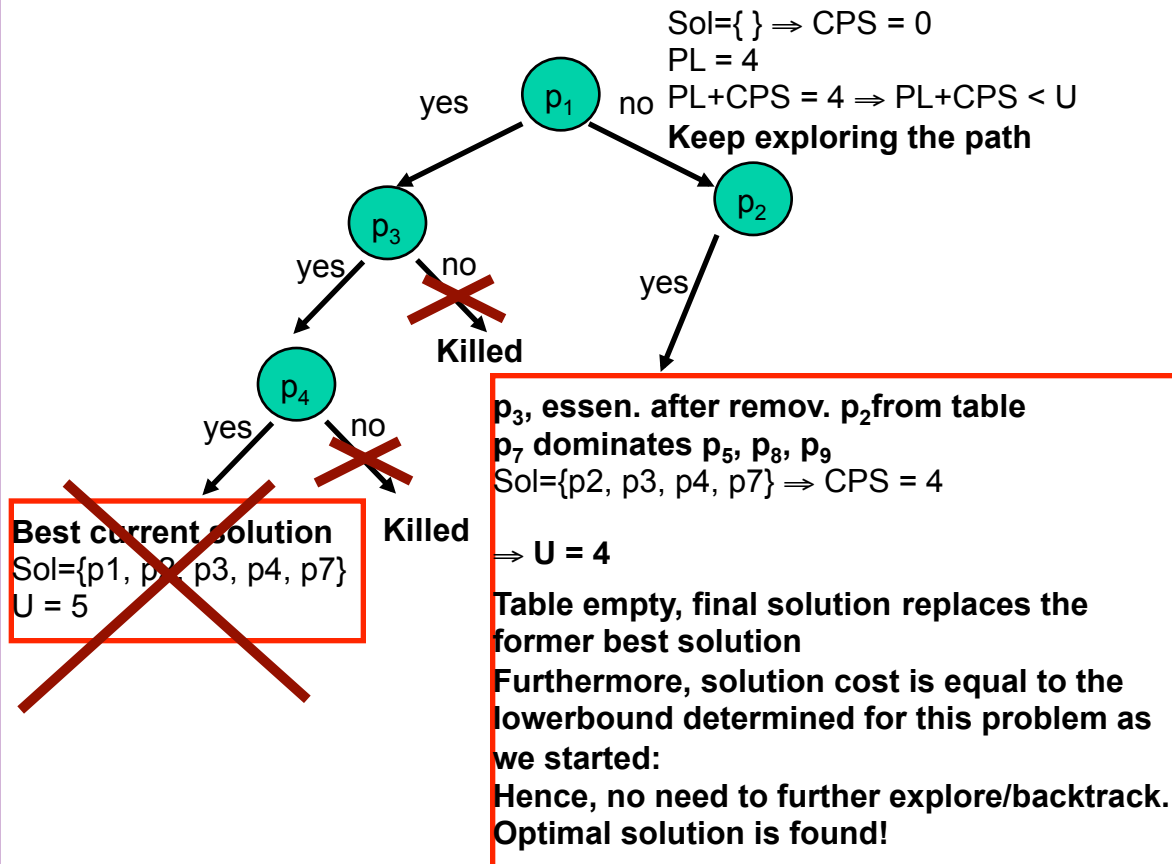 Sol={ } ⇒ CPS = 0
PL = 4
PL+CPS = 4 ⇒ PL+CPS < U
Keep exploring the path
yes
p₁
no
p₃
p₂
yes
no
yes
Killed
p₄
yes
no
Killed
Best current solution
Sol={p1, p2, p3, p4, p7}
U = 5
p₃, essen. after remov. p₂from table
p₇ dominates p₅, p₈, p₉
Sol={p2, p3, p4, p7} ⇒ CPS = 4
⇒ U = 4
Table empty, final solution replaces the
former best solution
Furthermore, solution cost is equal to the
lowerbound determined for this problem as
we started:
Hence, no need to further explore/backtrack.
Optimal solution is found!